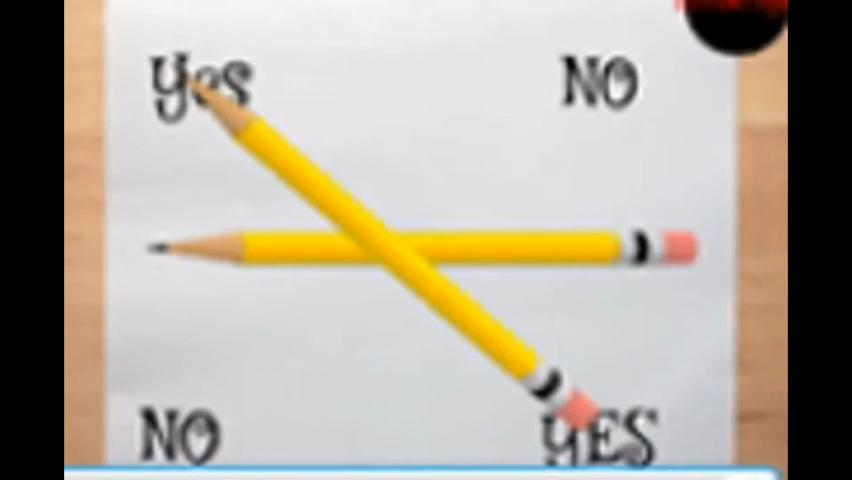 Yes NO
NO YES